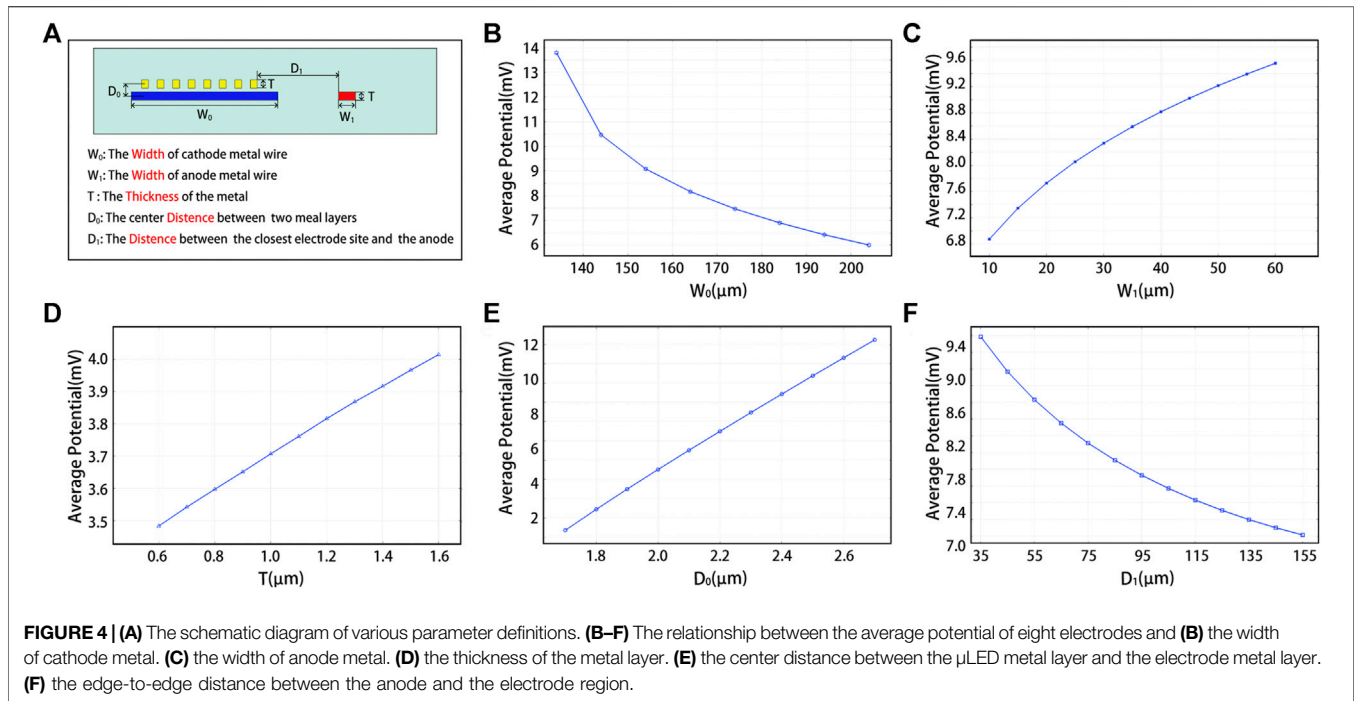 A
D₁
T
D₀
W₀
T
W₁
W₀: The Width of cathode metal wire
W₁: The Width of anode metal wire
T : The Thickness of the metal
D₀: The center Distance between two meal layers
D₁: The Distance between the closest electrode site and the anode
B
Average Potential(mV)
14
13
12
11
10
9
8
7
6
140 150 160 170 180 190 200
W₀(μm)
C
Average Potential(mV)
9.6
9.2
8.8
8.4
8.0
7.6
7.2
6.8
10 20 30 40 50 60
W₁(μm)
D
Average Potential(mV)
4.0
3.9
3.8
3.7
3.6
3.5
0.6 0.8 1.0 1.2 1.4 1.6
T(μm)
E
Average Potential(mV)
12
10
8
6
4
2
1.8 2.0 2.2 2.4 2.6
D₀(μm)
F
Average Potential(mV)
9.4
9.0
8.6
8.2
7.8
7.4
7.0
35 55 75 95 115 135 155
D₁(μm)
FIGURE 4 | (A) The schematic diagram of various parameter definitions. (B–F) The relationship between the average potential of eight electrodes and (B) the width
of cathode metal. (C) the width of anode metal. (D) the thickness of the metal layer. (E) the center distance between the μLED metal layer and the electrode metal layer.
(F) the edge-to-edge distance between the anode and the electrode region.